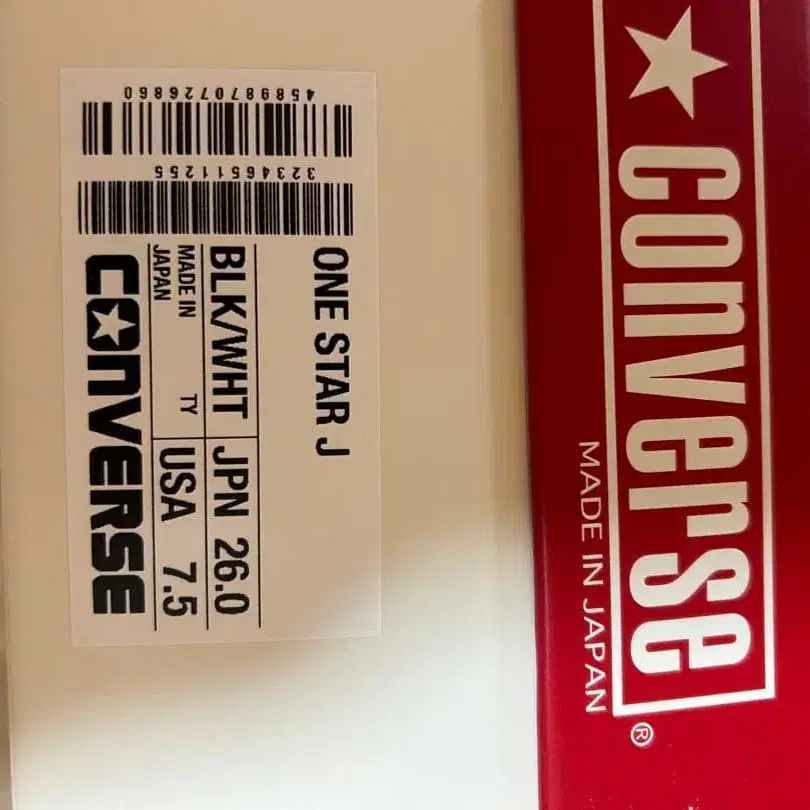 CONVERSE®
MADE IN JAPAN
ONE STAR J
BLK/WHT JPN 26.0
MADE IN
JAPAN TY USA 7.5
CONVERSE
32346511255
4589870726860